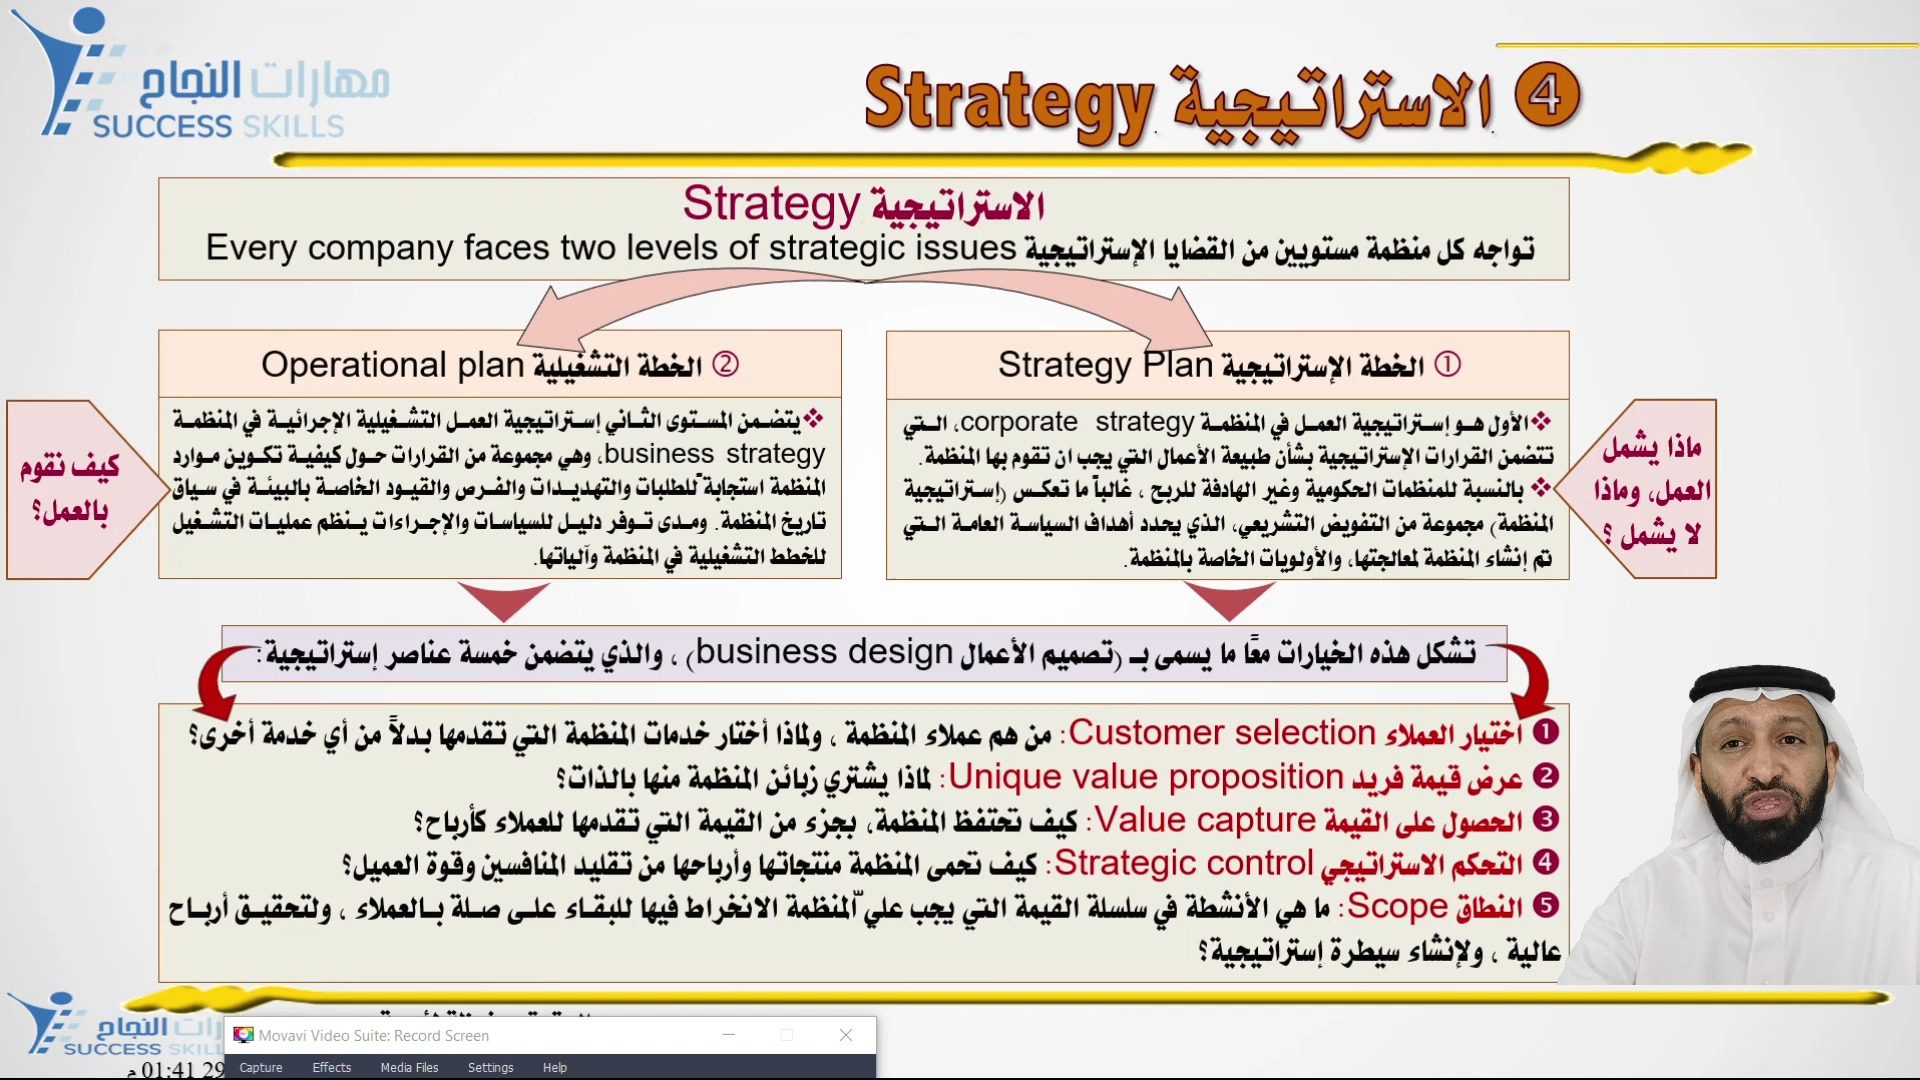 مهارات النجاح
SUCCESS SKILLS
❹ الاستراتيجية Strategy
الاستراتيجية Strategy
تواجه كل منظمة مستويين من القضايا الإستراتيجية Every company faces two levels of strategic issues
① الخطة الإستراتيجية Strategy Plan
ماذا يشمل
العمل، وماذا
لا يشمل ؟
❖الأول هو إستراتيجية العمل في المنظمة corporate strategy، التي
تتضمن القرارات الإستراتيجية بشأن طبيعة الأعمال التي يجب ان تقوم بها المنظمة.
❖ بالنسبة للمنظمات الحكومية وغير الهادفة للربح ، غالباً ما تعكس (إستراتيجية
المنظمة) مجموعة من التفويض التشريعي، الذي يحدد أهداف السياسة العامة التي
تم إنشاء المنظمة لمعالجتها، والأولويات الخاصة بالمنظمة.
② الخطة التشغيلية Operational plan
❖يتضمن المستوى الثاني إستراتيجية العمل التشغيلية الإجرائية في المنظمة
business strategy، وهي مجموعة من القرارات حول كيفية تكوين موارد
المنظمة استجابةً للطلبات والتهديدات والفرص والقيود الخاصة بالبيئة في سياق
تاريخ المنظمة. ومدى توفر دليل للسياسات والإجراءات ينظم عمليات التشغيل
للخطط التشغيلية في المنظمة وآلياتها.
كيف نقوم
بالعمل؟
تشكل هذه الخيارات معًا ما يسمى بـ (تصميم الأعمال business design) ، والذي يتضمن خمسة عناصر إستراتيجية:
❶ اختيار العملاء Customer selection: من هم عملاء المنظمة ، ولماذا أختار خدمات المنظمة التي تقدمها بدلاً من أي خدمة أخرى؟
❷ عرض قيمة فريد Unique value proposition: لماذا يشتري زبائن المنظمة منها بالذات؟
❸ الحصول على القيمة Value capture: كيف تحتفظ المنظمة، بجزء من القيمة التي تقدمها للعملاء كأرباح؟
❹ التحكم الاستراتيجي Strategic control: كيف تحمى المنظمة منتجاتها وأرباحها من تقليد المنافسين وقوة العميل؟
❺ النطاق Scope: ما هي الأنشطة في سلسلة القيمة التي يجب علي المنظمة الانخراط فيها للبقاء على صلة بالعملاء ، ولتحقيق أرباح
عالية ، ولإنشاء سيطرة إستراتيجية؟
النجاح
SUCCESS SKILL
01:41 29 م
Movavi Video Suite: Record Screen
Capture Effects Media Files Settings Help